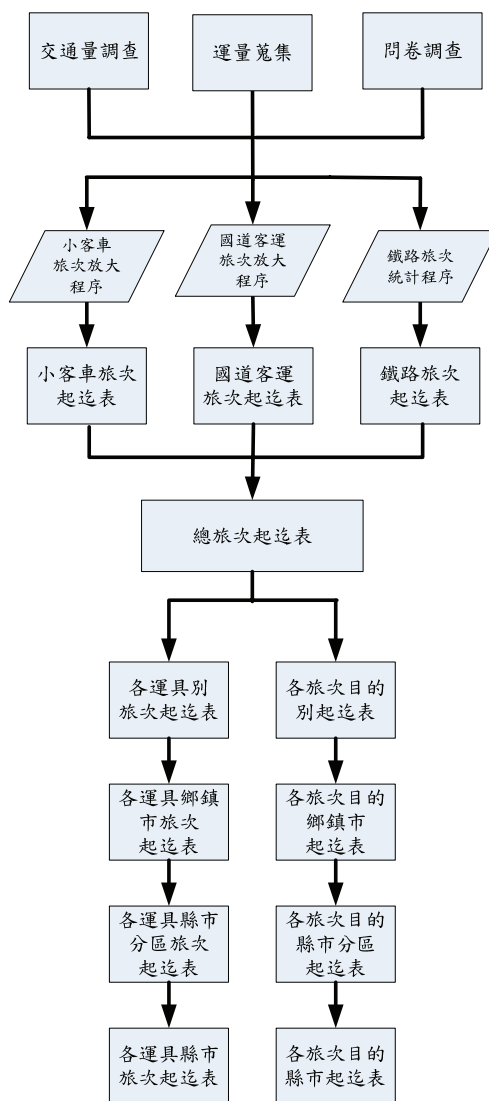 交通量調查
運量蒐集
問卷調查
小客車
旅次放大
程序
國道客運
旅次放大
程序
鐵路旅次
統計程序
小客車旅次
起迄表
國道客運
旅次起迄表
鐵路旅次
起迄表
總旅次起迄表
各運具別
旅次起迄表
各旅次目的
別起迄表
各運具鄉鎮
市旅次
起迄表
各旅次目的
鄉鎮市
起迄表
各運具縣市
分區旅次
起迄表
各旅次目的
縣市分區
起迄表
各運具縣市
旅次起迄表
各旅次目的
縣市起迄表